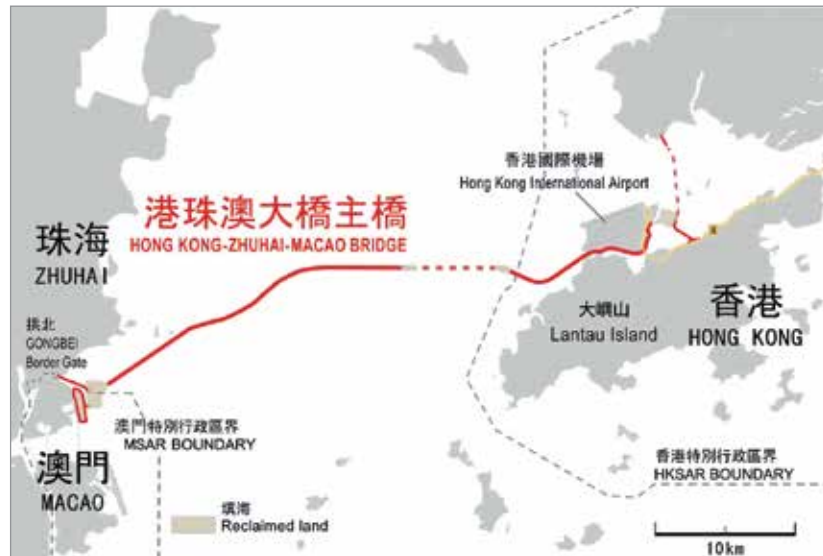 香港國際機場
Hong Kong International Airport
港珠澳大橋主橋
HONG KONG-ZHUHAI-MACAO BRIDGE
珠海
ZHUHAI
大嶼山
Lantau Island
香港
HONG KONG
拱北
GONGBEI
Border Gate
澳門特別行政區界
MSAR BOUNDARY
澳門
MACAO
香港特別行政區界
HKSAR BOUNDARY
填海
Reclaimed land
10km